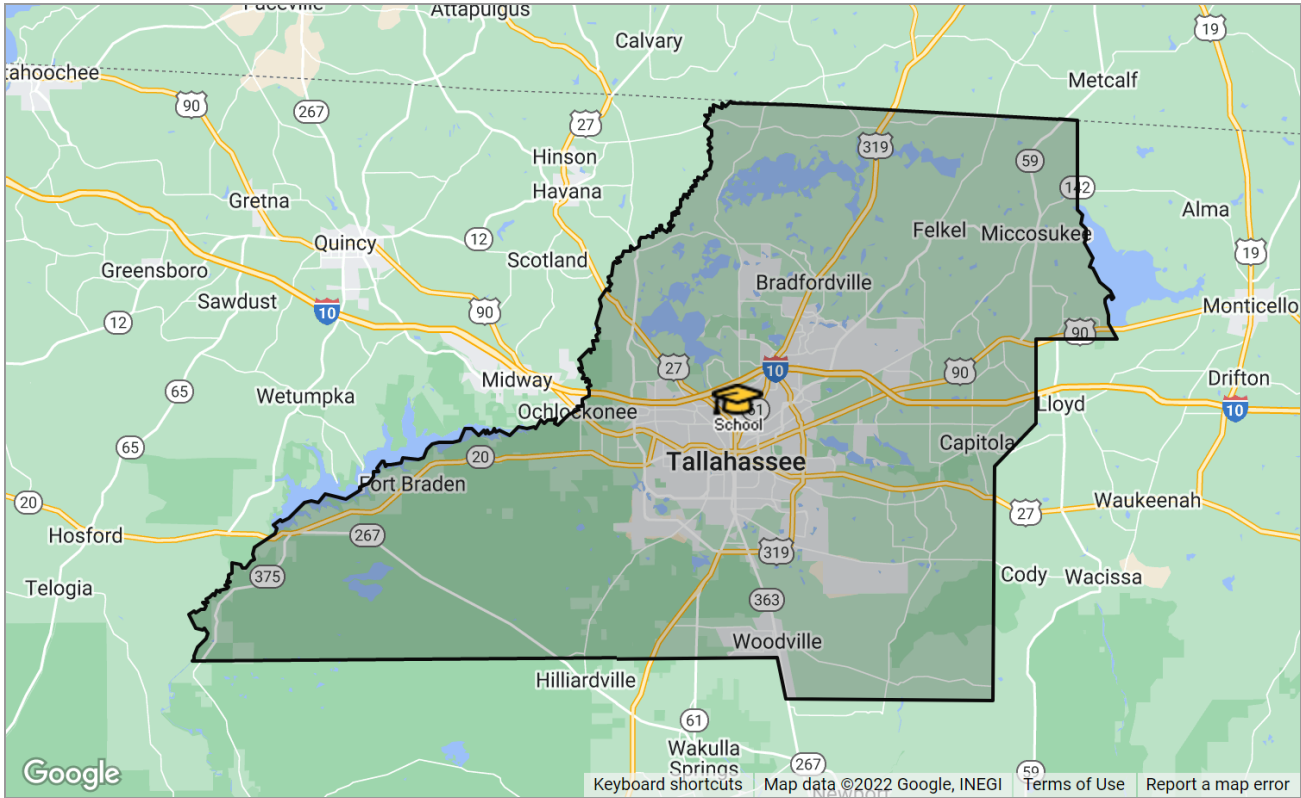 Faceville
Attapulgus
Calvary
19
tahoochee
Metcalf
90
267
27
319
Hinson
59
Havana
142
Gretna
Alma
Felkel
Miccosukee
12
Quincy
19
Scotland
Greensboro
Bradfordville
Sawdust
10
90
Monticello
12
90
27
10
90
Midway
Drifton
65
Wetumpka
Lloyd
10
Ochlockonee
61
School
Capitola
65
20
Tallahassee
Fort Braden
20
Waukeenah
27
Hosford
267
319
375
Cody
Wacissa
Telogia
363
Woodville
Hilliardville
61
Wakulla
Springs
267
59
Google
Keyboard shortcuts
Map data ©2022 Google, INEGI
Terms of Use
Report a map error
Newport